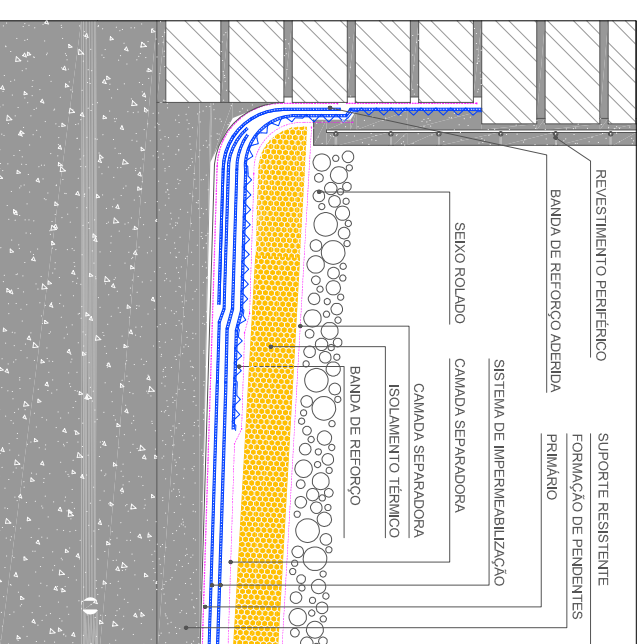 REVESTIMENTO PERIFÉRICO
BANDA DE REFORÇO ADERIDA
SEIXO ROLADO
SUPORTE RESISTENTE
FORMAÇÃO DE PENDENTES
PRIMÁRIO
SISTEMA DE IMPERMEABILIZAÇÃO
CAMADA SEPARADORA
CAMADA SEPARADORA
ISOLAMENTO TÉRMICO
BANDA DE REFORÇO